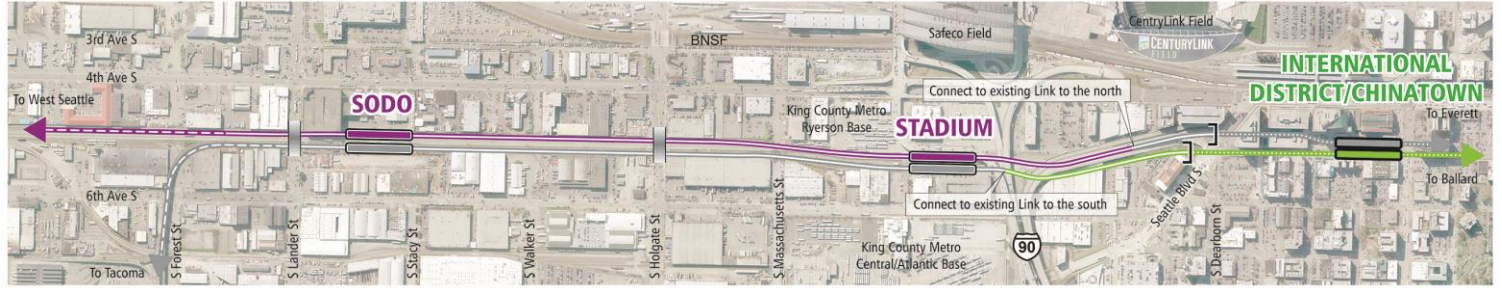 3rd Ave S
4th Ave S
To West Seattle
SODO
BNSF
Safeco Field
CentryLink Field
CENTURYLINK
FIELD
INTERNATIONAL
DISTRICT/CHINATOWN
Connect to existing Link to the north
King County Metro
Ryerson Base
STADIUM
To Everett
To Ballard
6th Ave S
To Tacoma
S Forest St
S Lander St
S Stacy St
S Walker St
S Holgate St
S Massachusetts St
Connect to existing Link to the south
King County Metro
Central/Atlantic Base
90
Seattle Blvd S
S Dearborn St